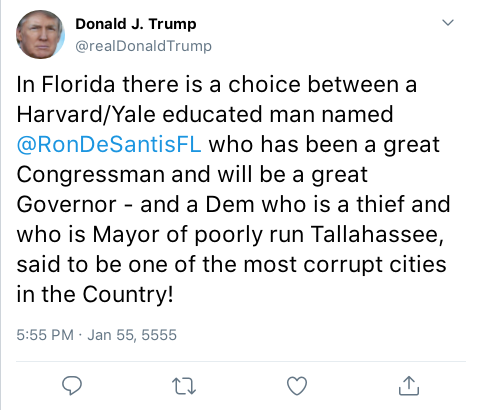 Donald J. Trump
@realDonaldTrump
In Florida there is a choice between a
Harvard/Yale educated man named
@RonDeSantisFL who has been a great
Congressman and will be a great
Governor - and a Dem who is a thief and
who is Mayor of poorly run Tallahassee,
said to be one of the most corrupt cities
in the Country!
5:55 PM · Jan 55, 5555